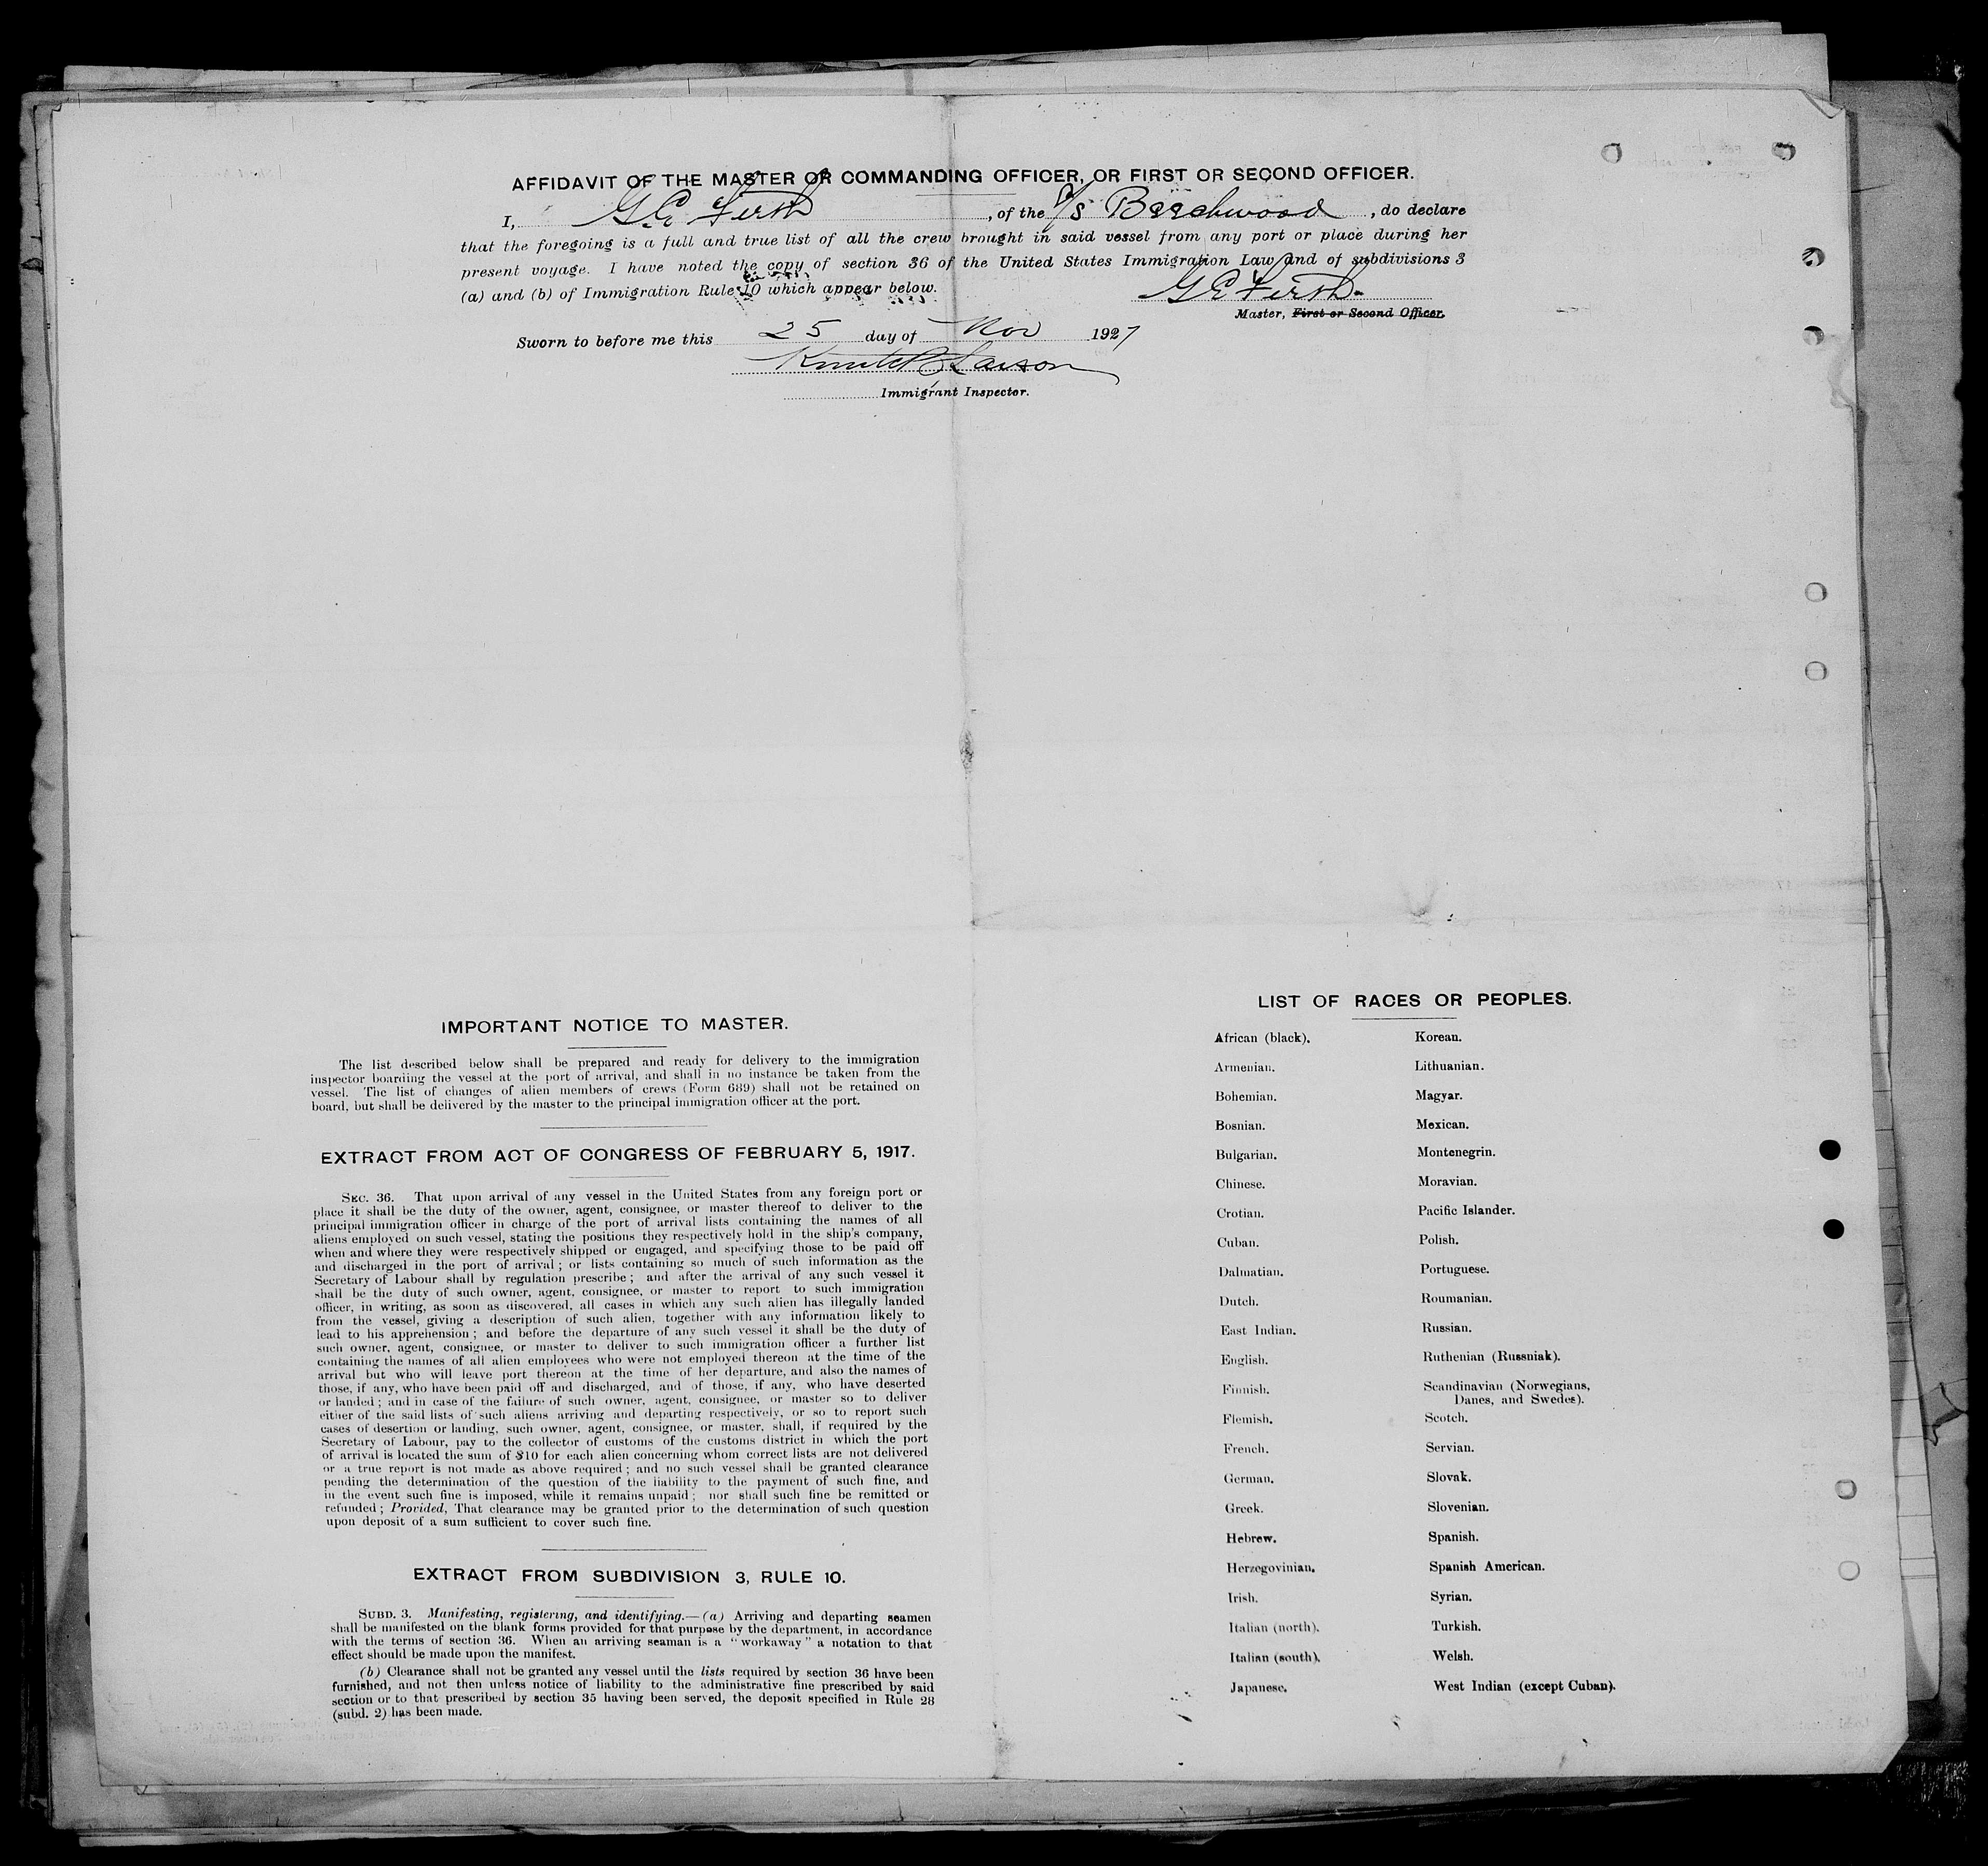 AFFIDAVIT OF THE MASTER OR COMMANDING OFFICER, OR FIRST OR SECOND OFFICER.
I, G E Firth, of the S/S Beechwood, do declare
that the foregoing is a full and true list of all the crew brought in said vessel from any port or place during her
present voyage. I have noted the copy of section 36 of the United States Immigration Law and of subdivisions 3
(a) and (b) of Immigration Rule 10 which appear below.
G E Firth.
Master, First or Second Officer.
Sworn to before me this 25 day of Nov 1927
Larson
Immigrant Inspector.
IMPORTANT NOTICE TO MASTER.
The list described below shall be prepared and ready for delivery to the immigration
inspector boarding the vessel at the port of arrival, and shall in no instance be taken from the
vessel. The list of changes of alien members of crews (Form 689) shall not be retained on
board, but shall be delivered by the master to the principal immigration officer at the port.
EXTRACT FROM ACT OF CONGRESS OF FEBRUARY 5, 1917.
SEC. 36. That upon arrival of any vessel in the United States from any foreign port or
place it shall be the duty of the owner, agent, consignee, or master thereof to deliver to the
principal immigration officer in charge of the port of arrival lists containing the names of all
aliens employed on such vessel, stating the positions they respectively hold in the ship's company,
when and where they were respectively shipped or engaged, and specifying those to be paid off
and discharged in the port of arrival; or lists containing so much of such information as the
Secretary of Labour shall by regulation prescribe; and after the arrival of any such vessel it
shall be the duty of such owner, agent, consignee, or master to report to such immigration
officer, in writing, as soon as discovered, all cases in which any such alien has illegally landed
from the vessel, giving a description of such alien, together with any information likely to
lead to his apprehension; and before the departure of any such vessel it shall be the duty of
such owner, agent, consignee, or master to deliver to such immigration officer a further list
containing the names of all alien employees who were not employed thereon at the time of the
arrival but who will leave port thereon at the time of her departure, and also the names of
those, if any, who have been paid off and discharged, and of those, if any, who have deserted
or landed; and in case of the failure of such owner, agent, consignee, or master so to deliver
either of the said lists of such aliens arriving and departing respectively, or so to report such
cases of desertion or landing, such owner, agent, consignee, or master, shall, if required by the
Secretary of Labour, pay to the collector of customs of the customs district in which the port
of arrival is located the sum of $10 for each alien concerning whom correct lists are not delivered
or a true report is not made as above required; and no such vessel shall be granted clearance
pending the determination of the question of the liability to the payment of such fine, and
in the event such fine is imposed, while it remains unpaid; nor shall such fine be remitted or
refunded; Provided, That clearance may be granted prior to the determination of such question
upon deposit of a sum sufficient to cover such fine.
EXTRACT FROM SUBDIVISION 3, RULE 10.
SUBD. 3. Manifesting, registering, and identifying.—(a) Arriving and departing seamen
shall be manifested on the blank forms provided for that purpose by the department, in accordance
with the terms of section 36. When an arriving seaman is a "workaway" a notation to that
effect should be made upon the manifest.
(b) Clearance shall not be granted any vessel until the lists required by section 36 have been
furnished, and not then unless notice of liability to the administrative fine prescribed by said
section or to that prescribed by section 35 having been served, the deposit specified in Rule 28
(subd. 2) has been made.
LIST OF RACES OR PEOPLES.
African (black). Korean.
Armenian. Lithuanian.
Bohemian. Magyar.
Bosnian. Mexican.
Bulgarian. Montenegrin.
Chinese. Moravian.
Crotian. Pacific Islander.
Cuban. Polish.
Dalmatian. Portuguese.
Dutch. Roumanian.
East Indian. Russian.
English. Ruthenian (Russniak).
Finnish. Scandinavian (Norwegians,
Danes, and Swedes).
Flemish. Scotch.
French. Servian.
German. Slovak.
Greek. Slovenian.
Hebrew. Spanish.
Herzegovinian. Spanish American.
Irish. Syrian.
Italian (north). Turkish.
Italian (south). Welsh.
Japanese. West Indian (except Cuban).